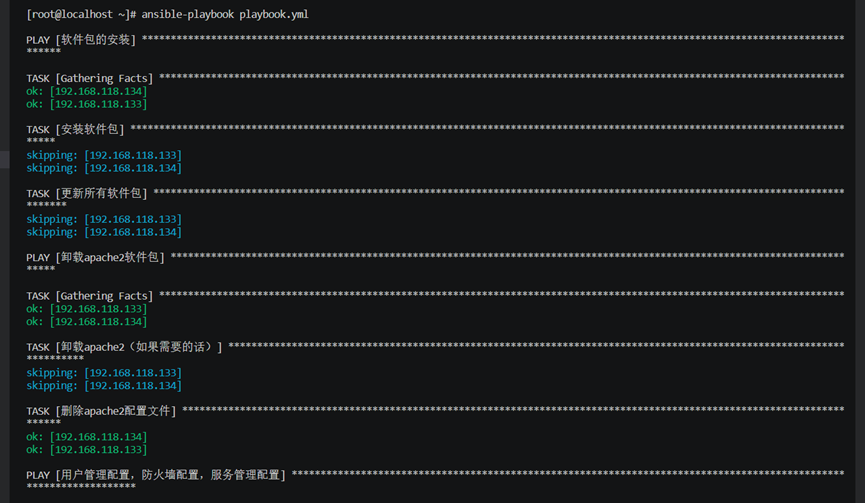 [root@localhost ~]# ansible-playbook playbook.yml
PLAY [软件包的安装] **************************************************************************************************************************
******
TASK [Gathering Facts] ***********************************************************************************************************************
ok: [192.168.118.134]
ok: [192.168.118.133]
TASK [安装软件包] ****************************************************************************************************************************
*****
skipping: [192.168.118.133]
skipping: [192.168.118.134]
TASK [更新所有软件包] ************************************************************************************************************************
*******
skipping: [192.168.118.133]
skipping: [192.168.118.134]
PLAY [卸载apache2软件包] *********************************************************************************************************************
*****
TASK [Gathering Facts] ***********************************************************************************************************************
ok: [192.168.118.133]
ok: [192.168.118.134]
TASK [卸载apache2（如果需要的话）] ***********************************************************************************************************
**********
skipping: [192.168.118.133]
skipping: [192.168.118.134]
TASK [删除apache2配置文件] *******************************************************************************************************************
******
ok: [192.168.118.134]
ok: [192.168.118.133]
PLAY [用户管理配置，防火墙配置，服务管理配置] ************************************************************************************************
*******************